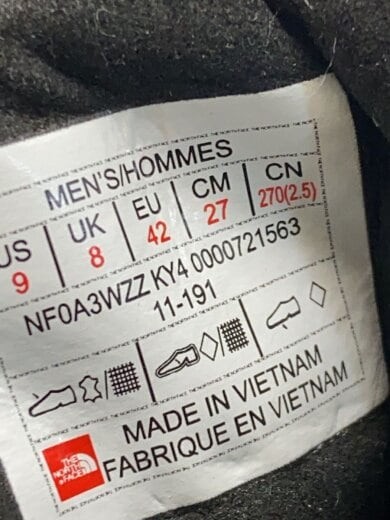 MEN'S/HOMMES
US UK EU CM CN
9 8 42 27 270(2.5)
NF0A3WZZ KY4 0000721563
11-191
MADE IN VIETNAM
FABRIQUE EN VIETNAM
THE
NORTH
FACE